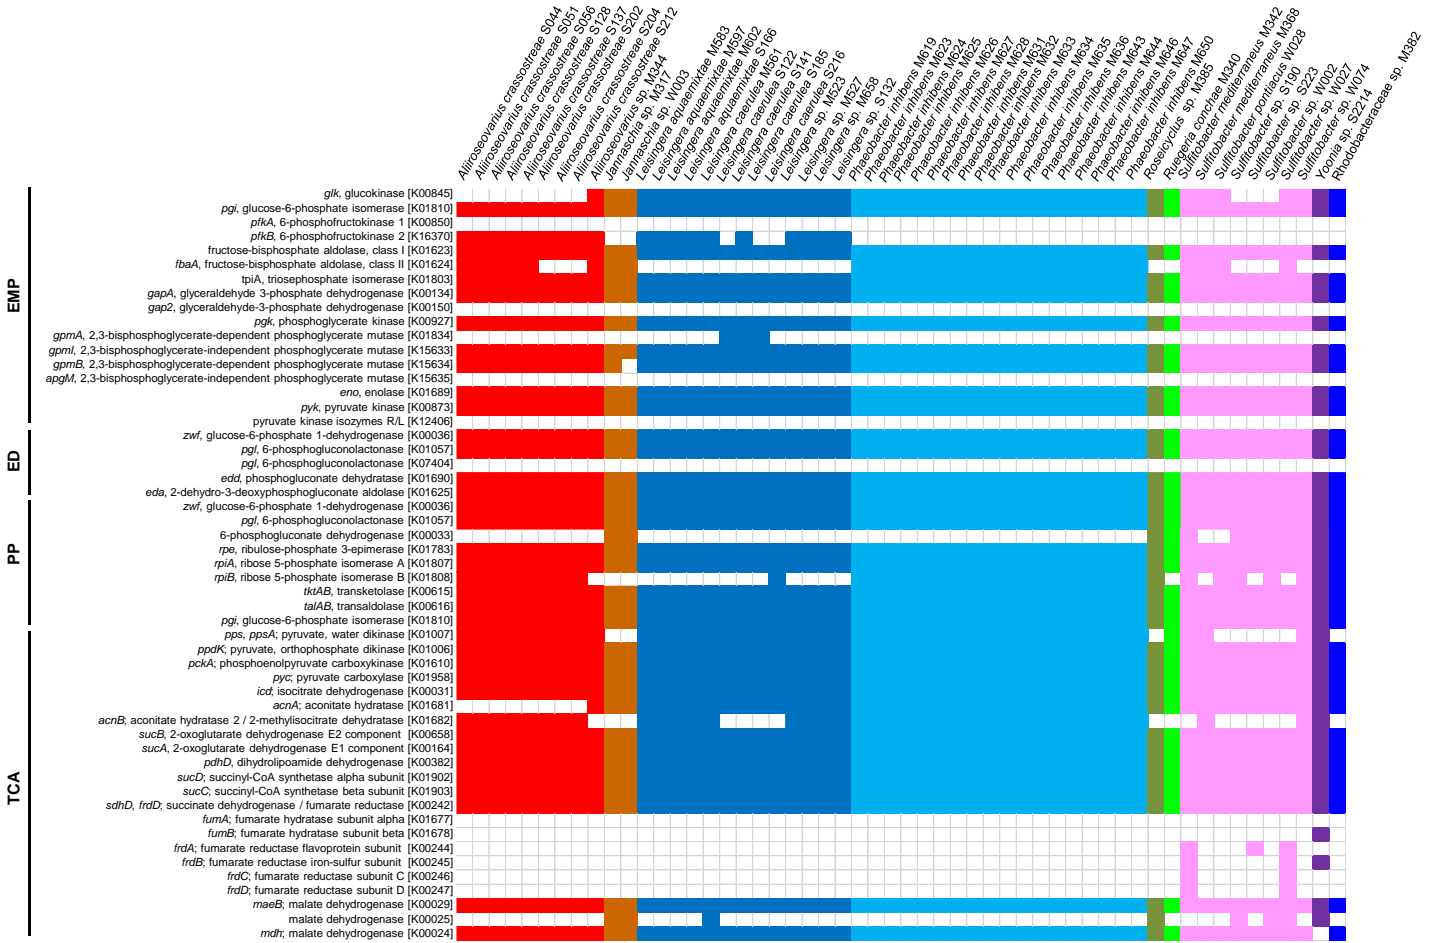 Aliiroseovarius crassostreae S044
Aliiroseovarius crassostreae S051
Aliiroseovarius crassostreae S056
Aliiroseovarius crassostreae S128
Aliiroseovarius crassostreae S137
Aliiroseovarius crassostreae S202
Aliiroseovarius crassostreae S204
Aliiroseovarius crassostreae S212
Aliiroseovarius sp. M344
Jannaschia sp. M317
Jannaschia sp. W003
Leisingera aquaemixtae M583
Leisingera aquaemixtae M597
Leisingera aquaemixtae M602
Leisingera aquaemixtae S166
Leisingera caerulea M561
Leisingera caerulea S122
Leisingera caerulea S141
Leisingera caerulea S185
Leisingera caerulea S216
Leisingera sp. M523
Leisingera sp. M527
Leisingera sp. M658
Leisingera sp. S132
Phaeobacter inhibens M619
Phaeobacter inhibens M623
Phaeobacter inhibens M624
Phaeobacter inhibens M625
Phaeobacter inhibens M626
Phaeobacter inhibens M627
Phaeobacter inhibens M628
Phaeobacter inhibens M631
Phaeobacter inhibens M632
Phaeobacter inhibens M633
Phaeobacter inhibens M634
Phaeobacter inhibens M635
Phaeobacter inhibens M636
Phaeobacter inhibens M643
Phaeobacter inhibens M644
Phaeobacter inhibens M646
Phaeobacter inhibens M647
Phaeobacter inhibens M650
Roseicyclus sp. M385
Ruegeria conchae M340
Sulfitobacter mediterraneus M342
Sulfitobacter mediterraneus M368
Sulfitobacter pontiacus W028
Sulfitobacter sp. S190
Sulfitobacter sp. S223
Sulfitobacter sp. W002
Sulfitobacter sp. W027
Sulfitobacter sp. W074
Yoonia sp. S2214
Rhodobacteraceae sp. M382
EMP
glk, glucokinase [K00845]
pgi, glucose-6-phosphate isomerase [K01810]
pfkA, 6-phosphofructokinase 1 [K00850]
pfkB, 6-phosphofructokinase 2 [K16370]
fructose-bisphosphate aldolase, class I [K01623]
fbaA, fructose-bisphosphate aldolase, class II [K01624]
tpiA, triosephosphate isomerase [K01803]
gapA, glyceraldehyde 3-phosphate dehydrogenase [K00134]
gap2, glyceraldehyde-3-phosphate dehydrogenase [K00150]
pgk, phosphoglycerate kinase [K00927]
gpmA, 2,3-bisphosphoglycerate-dependent phosphoglycerate mutase [K01834]
gpmI, 2,3-bisphosphoglycerate-independent phosphoglycerate mutase [K15633]
gpmB, 2,3-bisphosphoglycerate-dependent phosphoglycerate mutase [K15634]
apgM, 2,3-bisphosphoglycerate-independent phosphoglycerate mutase [K15635]
eno, enolase [K01689]
pyk, pyruvate kinase [K00873]
pyruvate kinase isozymes R/L [K12406]
ED
zwf, glucose-6-phosphate 1-dehydrogenase [K00036]
pgl, 6-phosphogluconolactonase [K01057]
pgl, 6-phosphogluconolactonase [K07404]
edd, phosphogluconate dehydratase [K01690]
eda, 2-dehydro-3-deoxyphosphogluconate aldolase [K01625]
PP
zwf, glucose-6-phosphate 1-dehydrogenase [K00036]
pgl, 6-phosphogluconolactonase [K01057]
6-phosphogluconate dehydrogenase [K00033]
rpe, ribulose-phosphate 3-epimerase [K01783]
rpiA, ribose 5-phosphate isomerase A [K01807]
rpiB, ribose 5-phosphate isomerase B [K01808]
tktAB, transketolase [K00615]
talAB, transaldolase [K00616]
pgi, glucose-6-phosphate isomerase [K01810]
TCA
pps, ppsA; pyruvate, water dikinase [K01007]
ppdK; pyruvate, orthophosphate dikinase [K01006]
pckA; phosphoenolpyruvate carboxykinase [K01610]
pyc; pyruvate carboxylase [K01958]
icd; isocitrate dehydrogenase [K00031]
acnA; aconitate hydratase [K01681]
acnB; aconitate hydratase 2 / 2-methylisocitrate dehydratase [K01682]
sucB, 2-oxoglutarate dehydrogenase E2 component [K00658]
sucA, 2-oxoglutarate dehydrogenase E1 component [K00164]
pdhD, dihydrolipoamide dehydrogenase [K00382]
sucD; succinyl-CoA synthetase alpha subunit [K01902]
sucC; succinyl-CoA synthetase beta subunit [K01903]
sdhD, frdD; succinate dehydrogenase / fumarate reductase [K00242]
fumA; fumarate hydratase subunit alpha [K01677]
fumB; fumarate hydratase subunit beta [K01678]
frdA; fumarate reductase flavoprotein subunit [K00244]
frdB; fumarate reductase iron-sulfur subunit [K00245]
frdC; fumarate reductase subunit C [K00246]
frdD; fumarate reductase subunit D [K00247]
maeB; malate dehydrogenase [K00029]
malate dehydrogenase [K00025]
mdh; malate dehydrogenase [K00024]